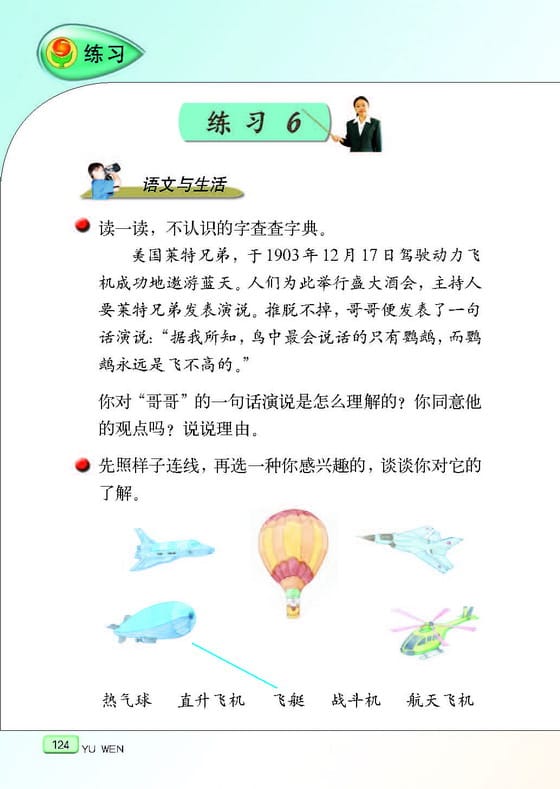 练习
练习 6
语文与生活
读一读，不认识的字查查字典。
美国莱特兄弟，于1903年12月17日驾驶动力飞
机成功地遨游蓝天。人们为此举行盛大酒会，主持人
要莱特兄弟发表演说。推脱不掉，哥哥便发表了一句
话演说：“据我所知，鸟中最会说话的只有鹦鹉，而鹦
鹉永远是飞不高的。”
你对“哥哥”的一句话演说是怎么理解的？你同意他
的观点吗？说说理由。
先照样子连线，再选一种你感兴趣的，谈谈你对它的
了解。
热气球 直升飞机 飞艇 战斗机 航天飞机
124 YU WEN